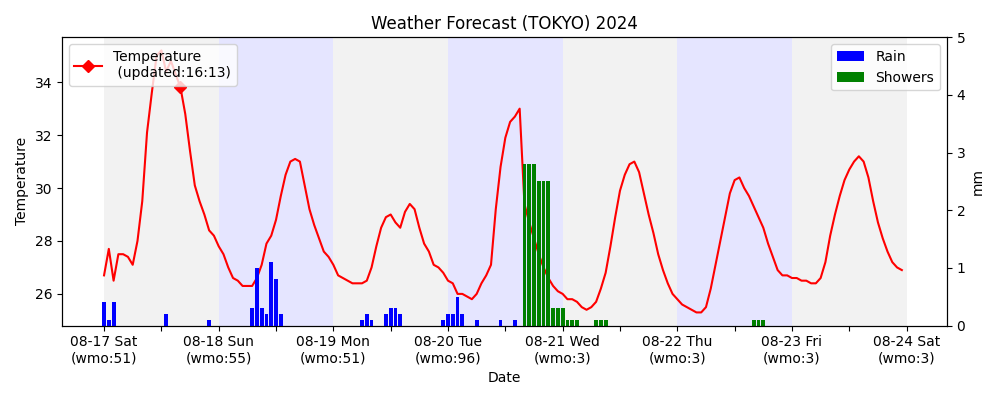 Weather Forecast (TOKYO) 2024
Temperature
(updated:16:13)
Rain
Showers
Temperature
34
32
30
28
26
5
4
3
2
1
0
mm
08-17 Sat
(wmo:51)
08-18 Sun
(wmo:55)
08-19 Mon
(wmo:51)
08-20 Tue
(wmo:96)
08-21 Wed
(wmo:3)
08-22 Thu
(wmo:3)
08-23 Fri
(wmo:3)
08-24 Sat
(wmo:3)
Date